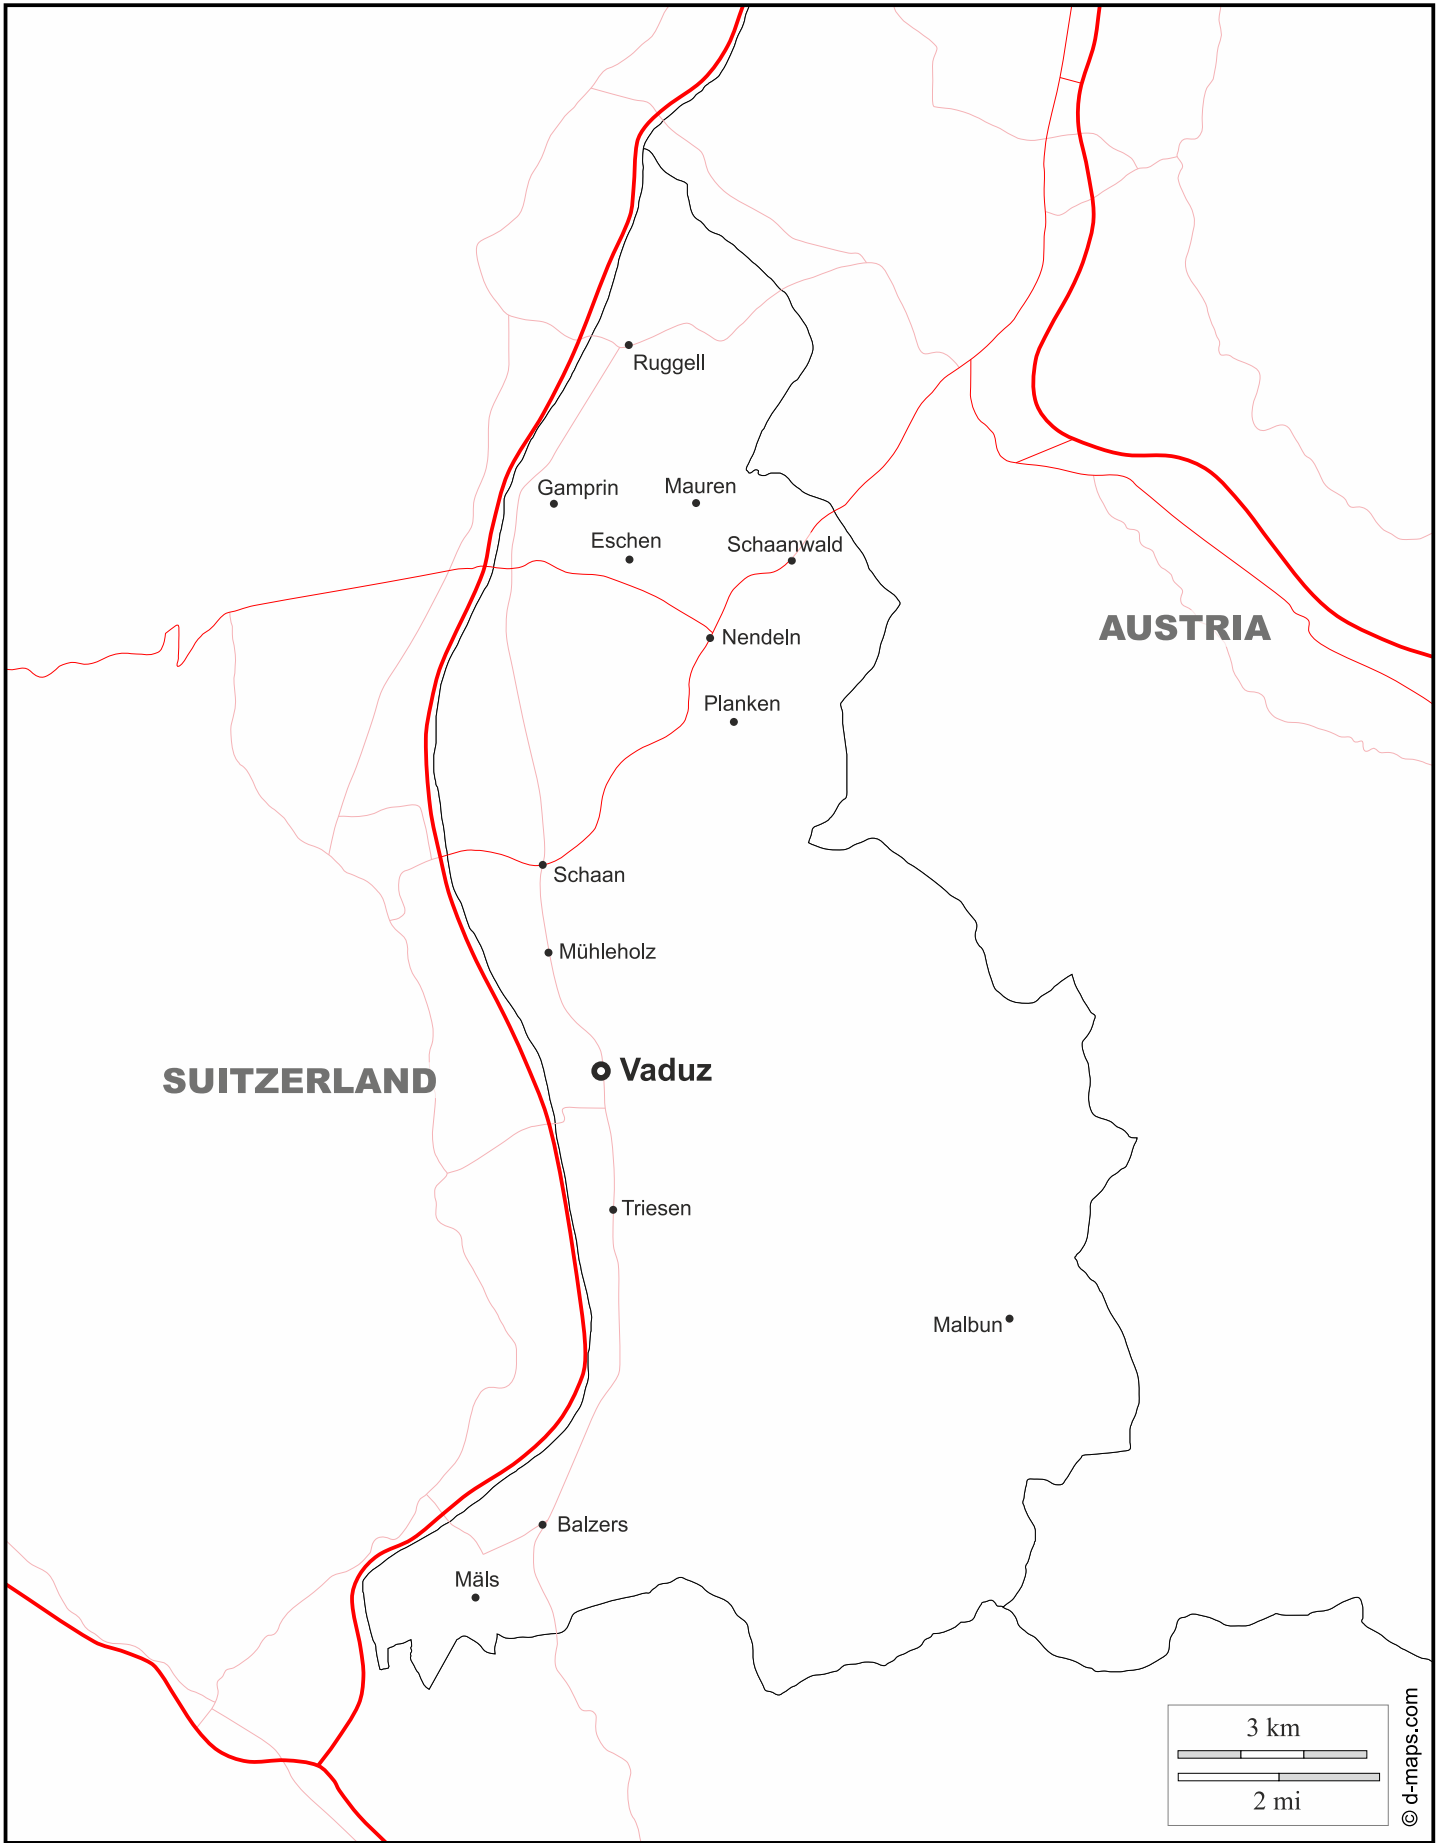 Ruggell
Gamprin
Mauren
Eschen
Schaanwald
AUSTRIA
Nendeln
Planken
Schaan
Mühleholz
SUITZERLAND
Vaduz
Triesen
Malbun
Balzers
Mäls
3 km
2 mi
© d-maps.com